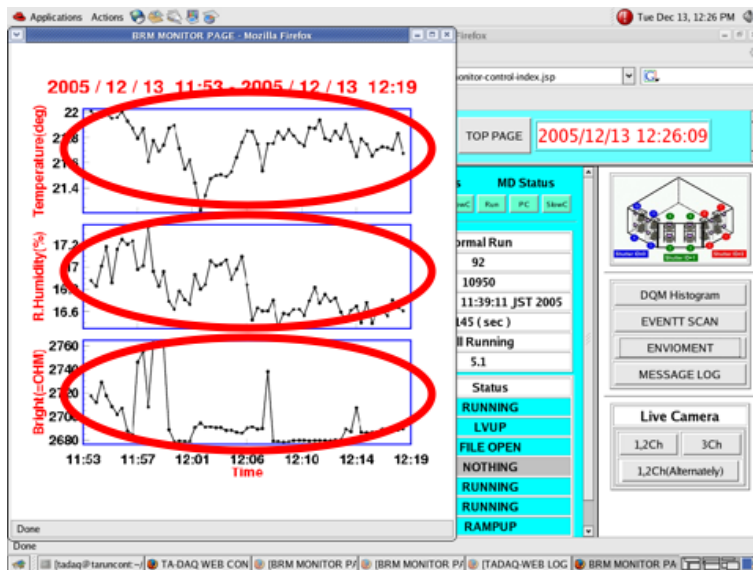 Applications Actions Tue Dec 13, 12:26 PM
BRM MONITOR PAGE - Mozilla Firefox
Firefox
2005 / 12 / 13 11:53 - 2005 / 12 / 13 12:19
onitor-control-index.jsp
TOP PAGE
2005/12/13 12:26:09
Temperature(deg)
22
21.8
21.6
21.4
R.Humidity(%)
17.2
17
16.8
16.6
Bright(=OHM)
2760
2720
2700
2680
11:53 11:57 12:01 12:06 12:10 12:14 12:19
Time
MD Status
Run PC SlowC
ormal Run
92
10950
11:39:11 JST 2005
145 ( sec )
ll Running
5.1
Status
RUNNING
LVUP
FILE OPEN
NOTHING
RUNNING
RUNNING
RAMPUP
DQM Histogram
EVENTT SCAN
ENVIOMENT
MESSAGE LOG
Live Camera
1,2Ch 3Ch
1,2Ch(Alternately)
Done
Done
[tadaq@taruncont:~/ TA-DAQ WEB CON [BRM MONITOR P/ [BRM MONITOR P/ [TADAQ-WEB LOG BRM MONITOR PA